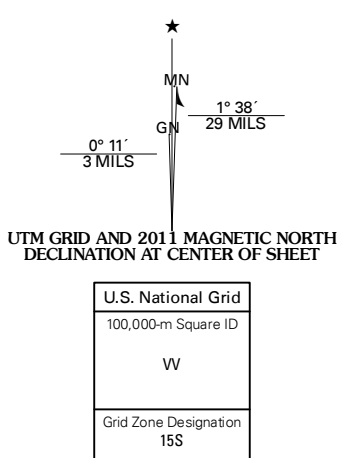 ★
MN
1° 38´
29 MILS
GN
0° 11´
3 MILS
UTM GRID AND 2011 MAGNETIC NORTH
DECLINATION AT CENTER OF SHEET
U.S. National Grid
100,000-m Square ID
VV
Grid Zone Designation
15S